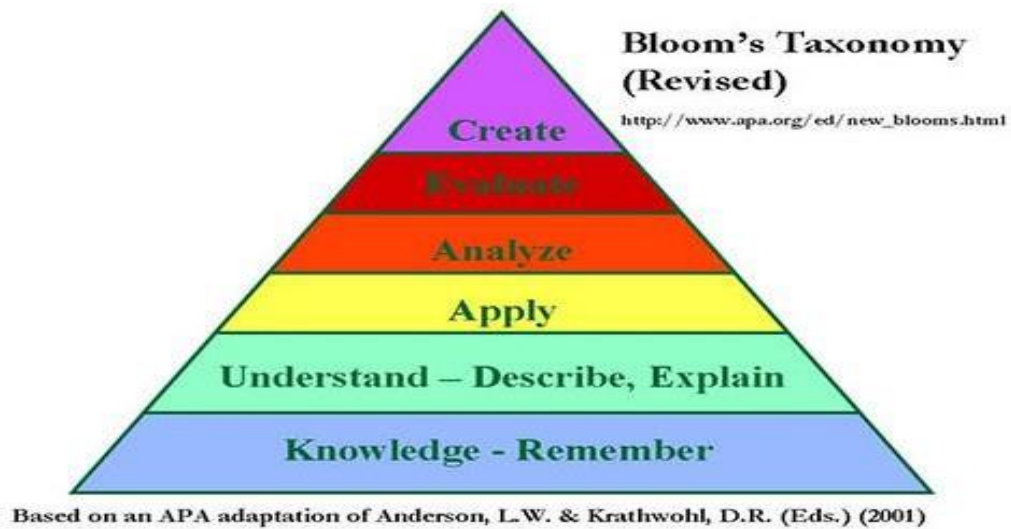 Bloom's Taxonomy
(Revised)
http://www.apa.org/ed/new_blooms.html
Create
Evaluate
Analyze
Apply
Understand – Describe, Explain
Knowledge - Remember
Based on an APA adaptation of Anderson, L.W. & Krathwohl, D.R. (Eds.) (2001)